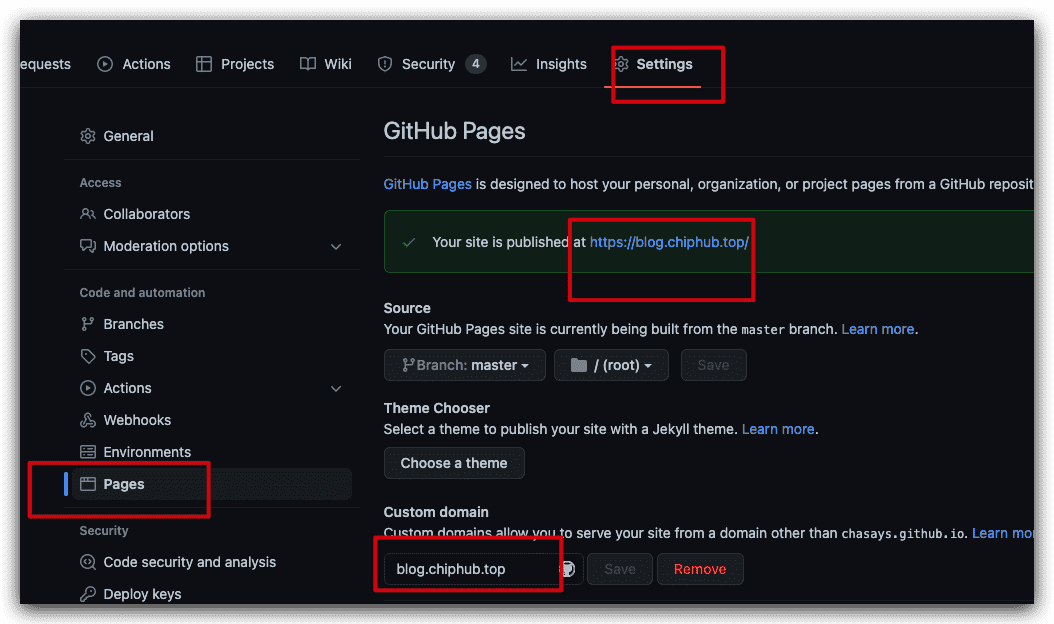 equests Actions Projects Wiki Security 4 Insights Settings
General
Access
Collaborators
Moderation options
Code and automation
Branches
Tags
Actions
Webhooks
Environments
Pages
Security
Code security and analysis
Deploy keys
GitHub Pages
GitHub Pages is designed to host your personal, organization, or project pages from a GitHub reposit
Your site is published at https://blog.chiphub.top/
Source
Your GitHub Pages site is currently being built from the master branch. Learn more.
Branch: master / (root) Save
Theme Chooser
Select a theme to publish your site with a Jekyll theme. Learn more.
Choose a theme
Custom domain
Custom domains allow you to serve your site from a domain other than chasays.github.io. Learn mor
blog.chiphub.top Save Remove